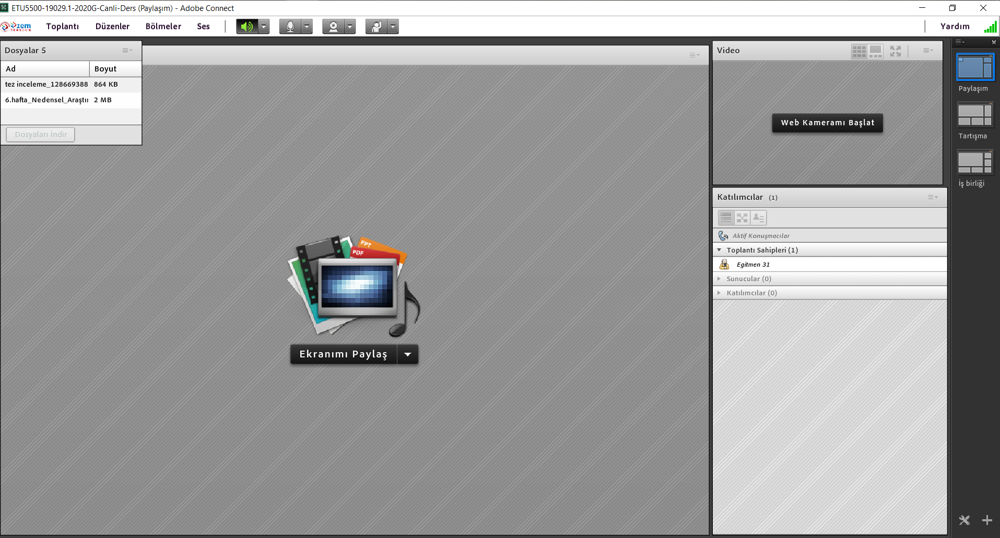 ETU5500-19029.1-2020G-Canli-Ders (Paylaşım) - Adobe Connect
üzem Toplantı Düzenler Bölmeler Ses Yardım
Dosyalar 5
Ad Boyut
tez inceleme_128669388 864 KB
6.hafta_Nedensel_Araştır 2 MB
Dosyaları İndir
PPT
PDF
Ekranımı Paylaş
Video
Web Kameramı Başlat
Katılımcılar (1)
Aktif Konuşmacılar
Toplantı Sahipleri (1)
Egitmen 31
Sunucular (0)
Katılımcılar (0)
Paylaşım
Tartışma
İş birliği